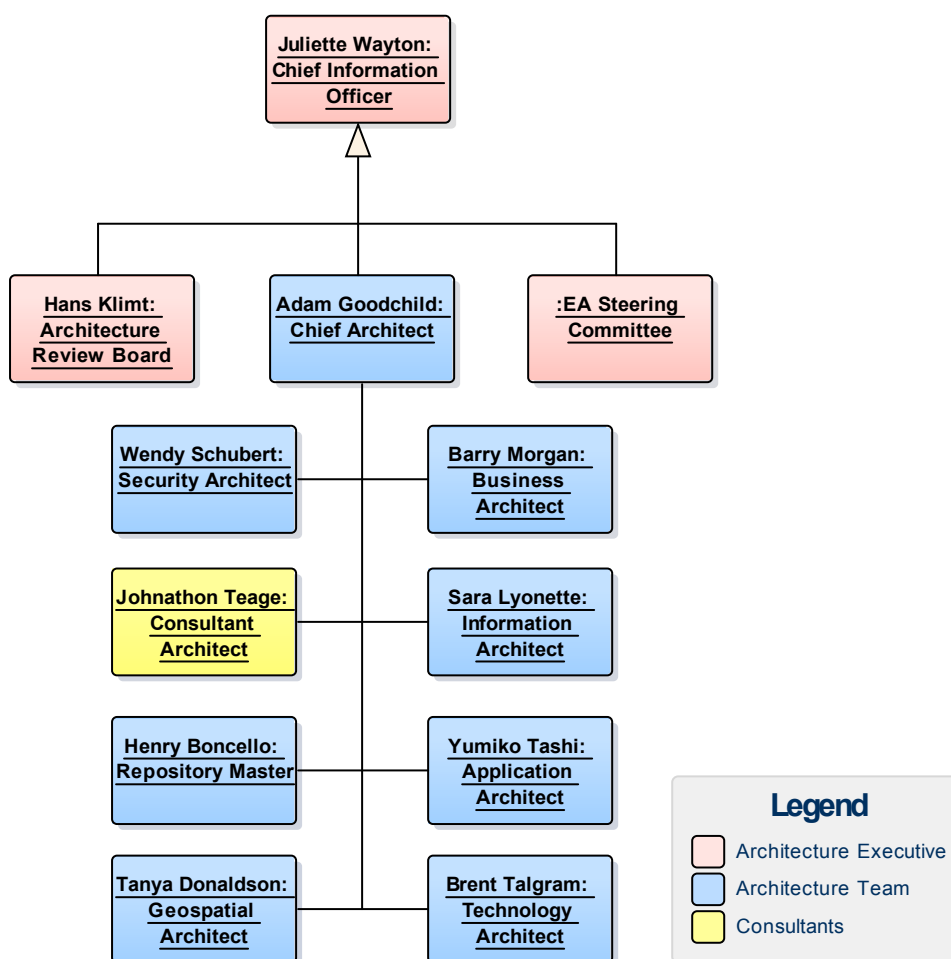 Juliette Wayton:
Chief Information
Officer
Hans Klimt:
Architecture
Review Board
Adam Goodchild:
Chief Architect
:EA Steering
Committee
Wendy Schubert:
Security Architect
Barry Morgan:
Business
Architect
Johnathon Teage:
Consultant
Architect
Sara Lyonette:
Information
Architect
Henry Boncello:
Repository Master
Yumiko Tashi:
Application
Architect
Tanya Donaldson:
Geospatial
Architect
Brent Talgram:
Technology
Architect
Legend
Architecture Executive
Architecture Team
Consultants